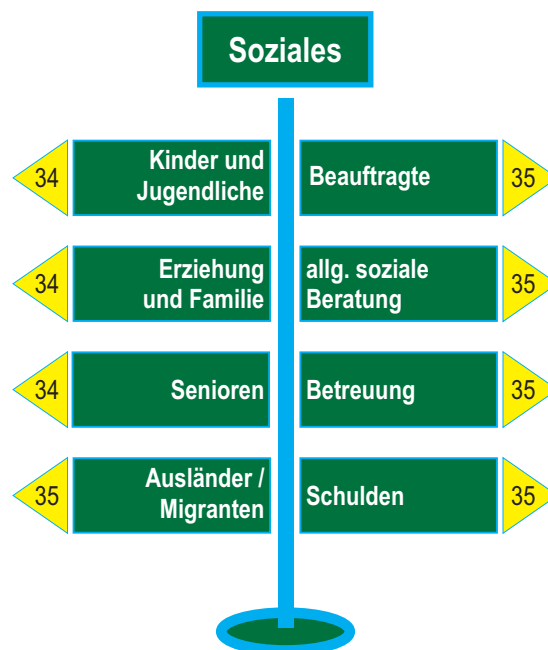 Soziales
34
Kinder und
Jugendliche
Beauftragte
35
34
Erziehung
und Familie
allg. soziale
Beratung
35
34
Senioren
Betreuung
35
35
Ausländer /
Migranten
Schulden
35